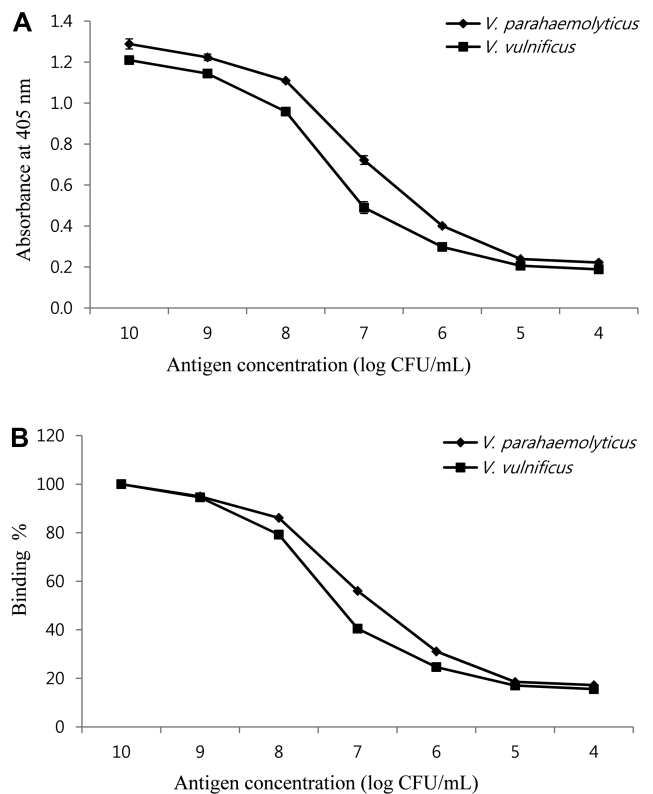 A
1.4
1.2
1.0
0.8
0.6
0.4
0.2
0.0
Absorbance at 405 nm
V. parahaemolyticus
V. vulnificus
10 9 8 7 6 5 4
Antigen concentration (log CFU/mL)
B
120
100
80
60
40
20
0
Binding %
V. parahaemolyticus
V. vulnificus
10 9 8 7 6 5 4
Antigen concentration (log CFU/mL)